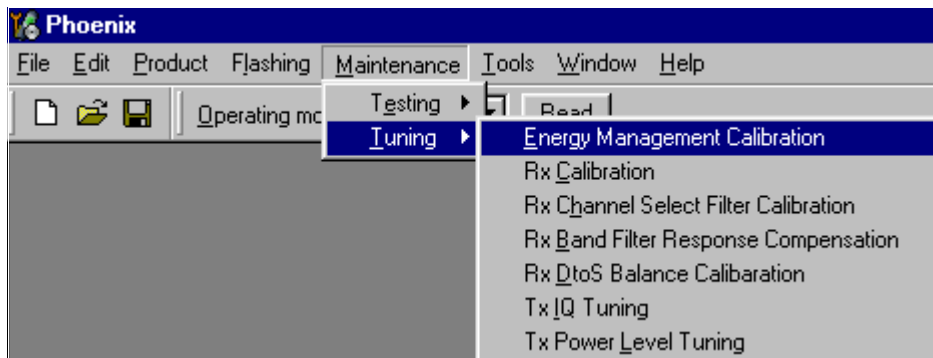 Phoenix
File Edit Product Flashing Maintenance Tools Window Help
Operating mo
Read
Testing
Tuning
Energy Management Calibration
Rx Calibration
Rx Channel Select Filter Calibration
Rx Band Filter Response Compensation
Rx DtoS Balance Calibaration
Tx IQ Tuning
Tx Power Level Tuning